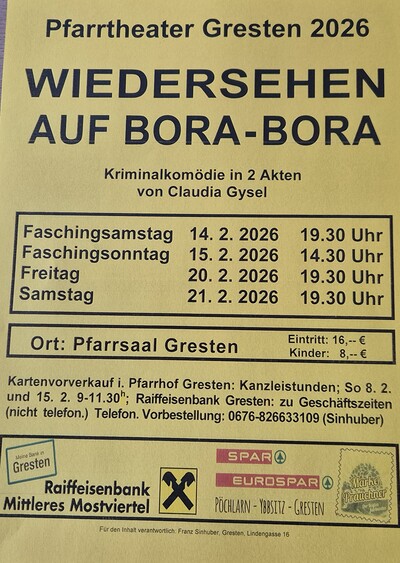 Pfarrtheater Gresten 2026
WIEDERSEHEN
AUF BORA-BORA
Kriminalkomödie in 2 Akten
von Claudia Gysel
Faschingsamstag 14. 2. 2026 19.30 Uhr
Faschingsonntag 15. 2. 2026 14.30 Uhr
Freitag 20. 2. 2026 19.30 Uhr
Samstag 21. 2. 2026 19.30 Uhr
Ort: Pfarrsaal Gresten
Eintritt: 16,-- €
Kinder: 8,-- €
Kartenvorverkauf i. Pfarrhof Gresten: Kanzleistunden; So 8. 2.
und 15. 2. 9-11.30h; Raiffeisenbank Gresten: zu Geschäftszeiten
(nicht telefon.) Telefon. Vorbestellung: 0676-826633109 (Sinhuber)
Meine Bank in
Gresten
Raiffeisenbank
Mittleres Mostviertel
SPAR
EUROSPAR
PÖCHLARN - YBBSITZ - GRESTEN
Für den Inhalt verantwortlich: Franz Sinhuber, Gresten, Lindengasse 16